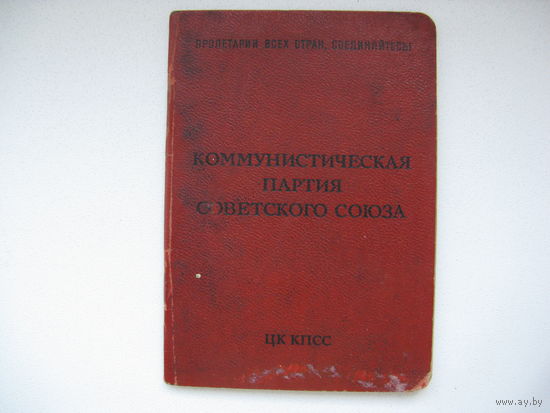 ПРОЛЕТАРИИ ВСЕХ СТРАН, СОЕДИНЯЙТЕСЬ!
КОММУНИСТИЧЕСКАЯ
ПАРТИЯ
СОВЕТСКОГО СОЮЗА
ЦК КПСС
www.ay.by